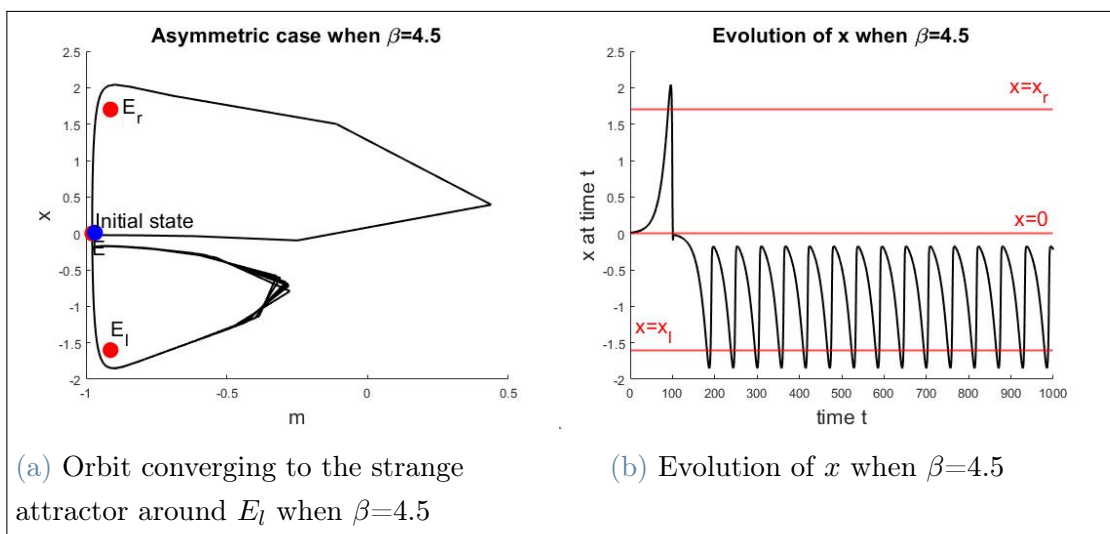 Asymmetric case when β=4.5
2.5
2
1.5
1
0.5
0
-0.5
-1
-1.5
-2
x
E_r
Initial state
E
E_l
-1
-0.5
0
0.5
m
Evolution of x when β=4.5
2.5
2
1.5
1
0.5
0
-0.5
-1
-1.5
-2
x at time t
x=x_r
x=0
x=x_l
0
100
200
300
400
500
600
700
800
900
1000
time t
(a) Orbit converging to the strange
attractor around E_l when β=4.5
(b) Evolution of x when β=4.5